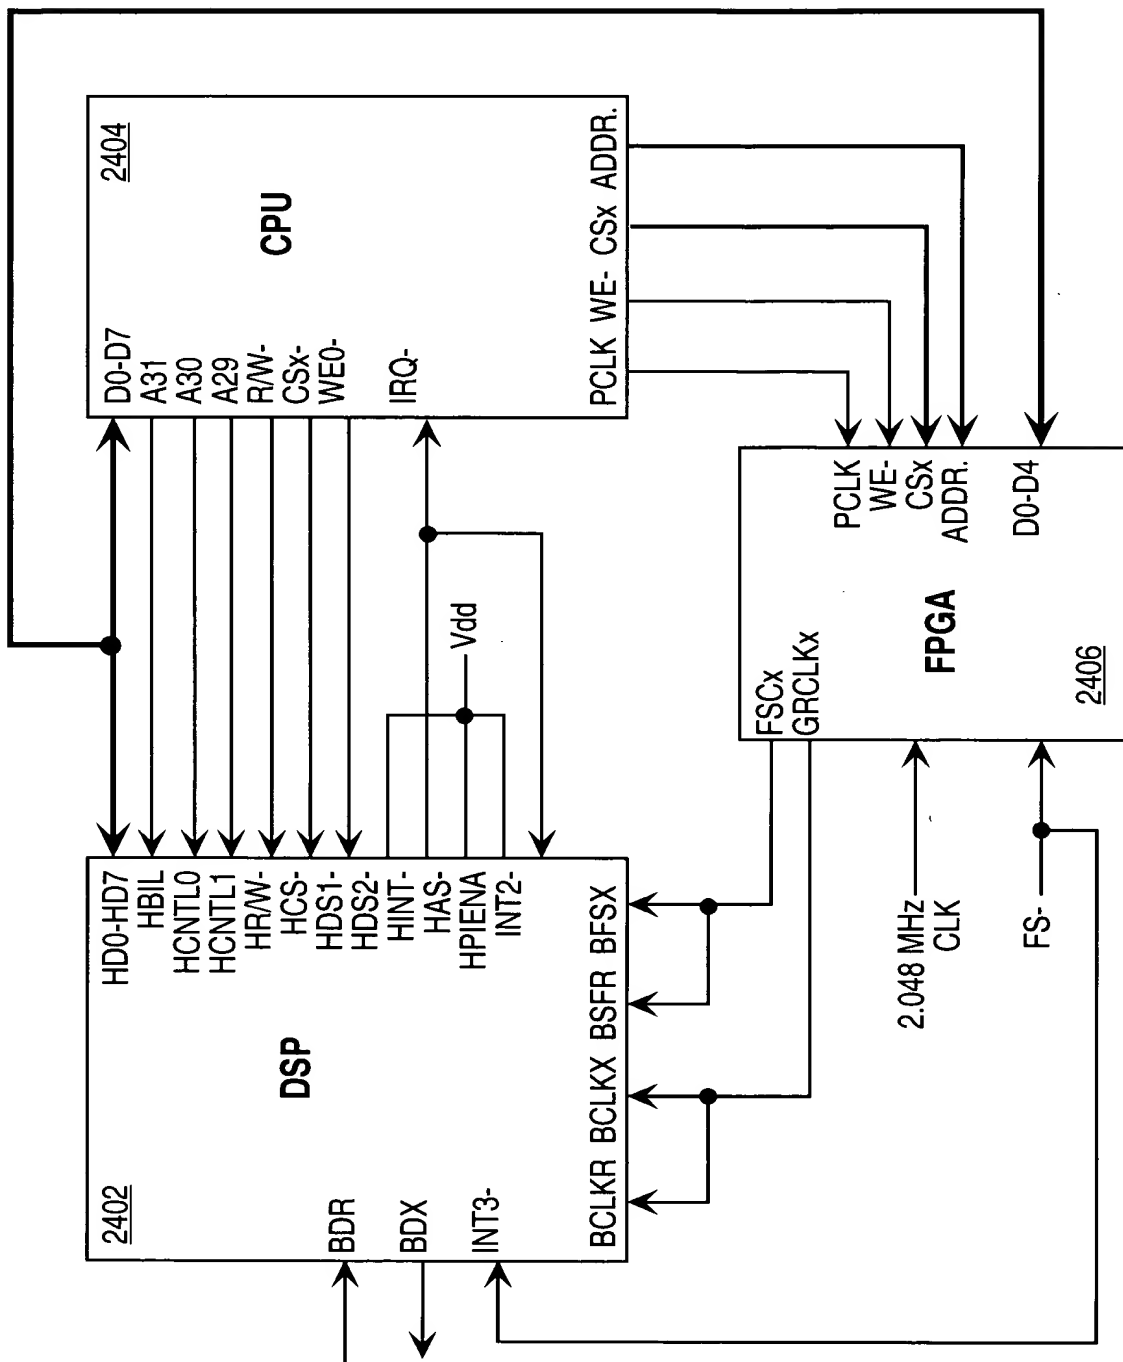 2404
CPU
D0-D7
A31
A30
A29
R/W-
CSx-
WE0-
IRQ-
PCLK
WE-
CSx
ADDR.
Vdd
2402
DSP
HD0-HD7
HBIL
HCNTL0
HCNTL1
HR/W-
HCS-
HDS1-
HDS2-
HINT-
HAS-
HPIENA
INT2-
BDR
BDX
INT3-
BCLKR
BCLKX
BSFR
BFSX
FPGA
2406
PCLK
WE-
CSx
ADDR.
D0-D4
FSCx
GRCLKx
2.048 MHz
CLK
FS-